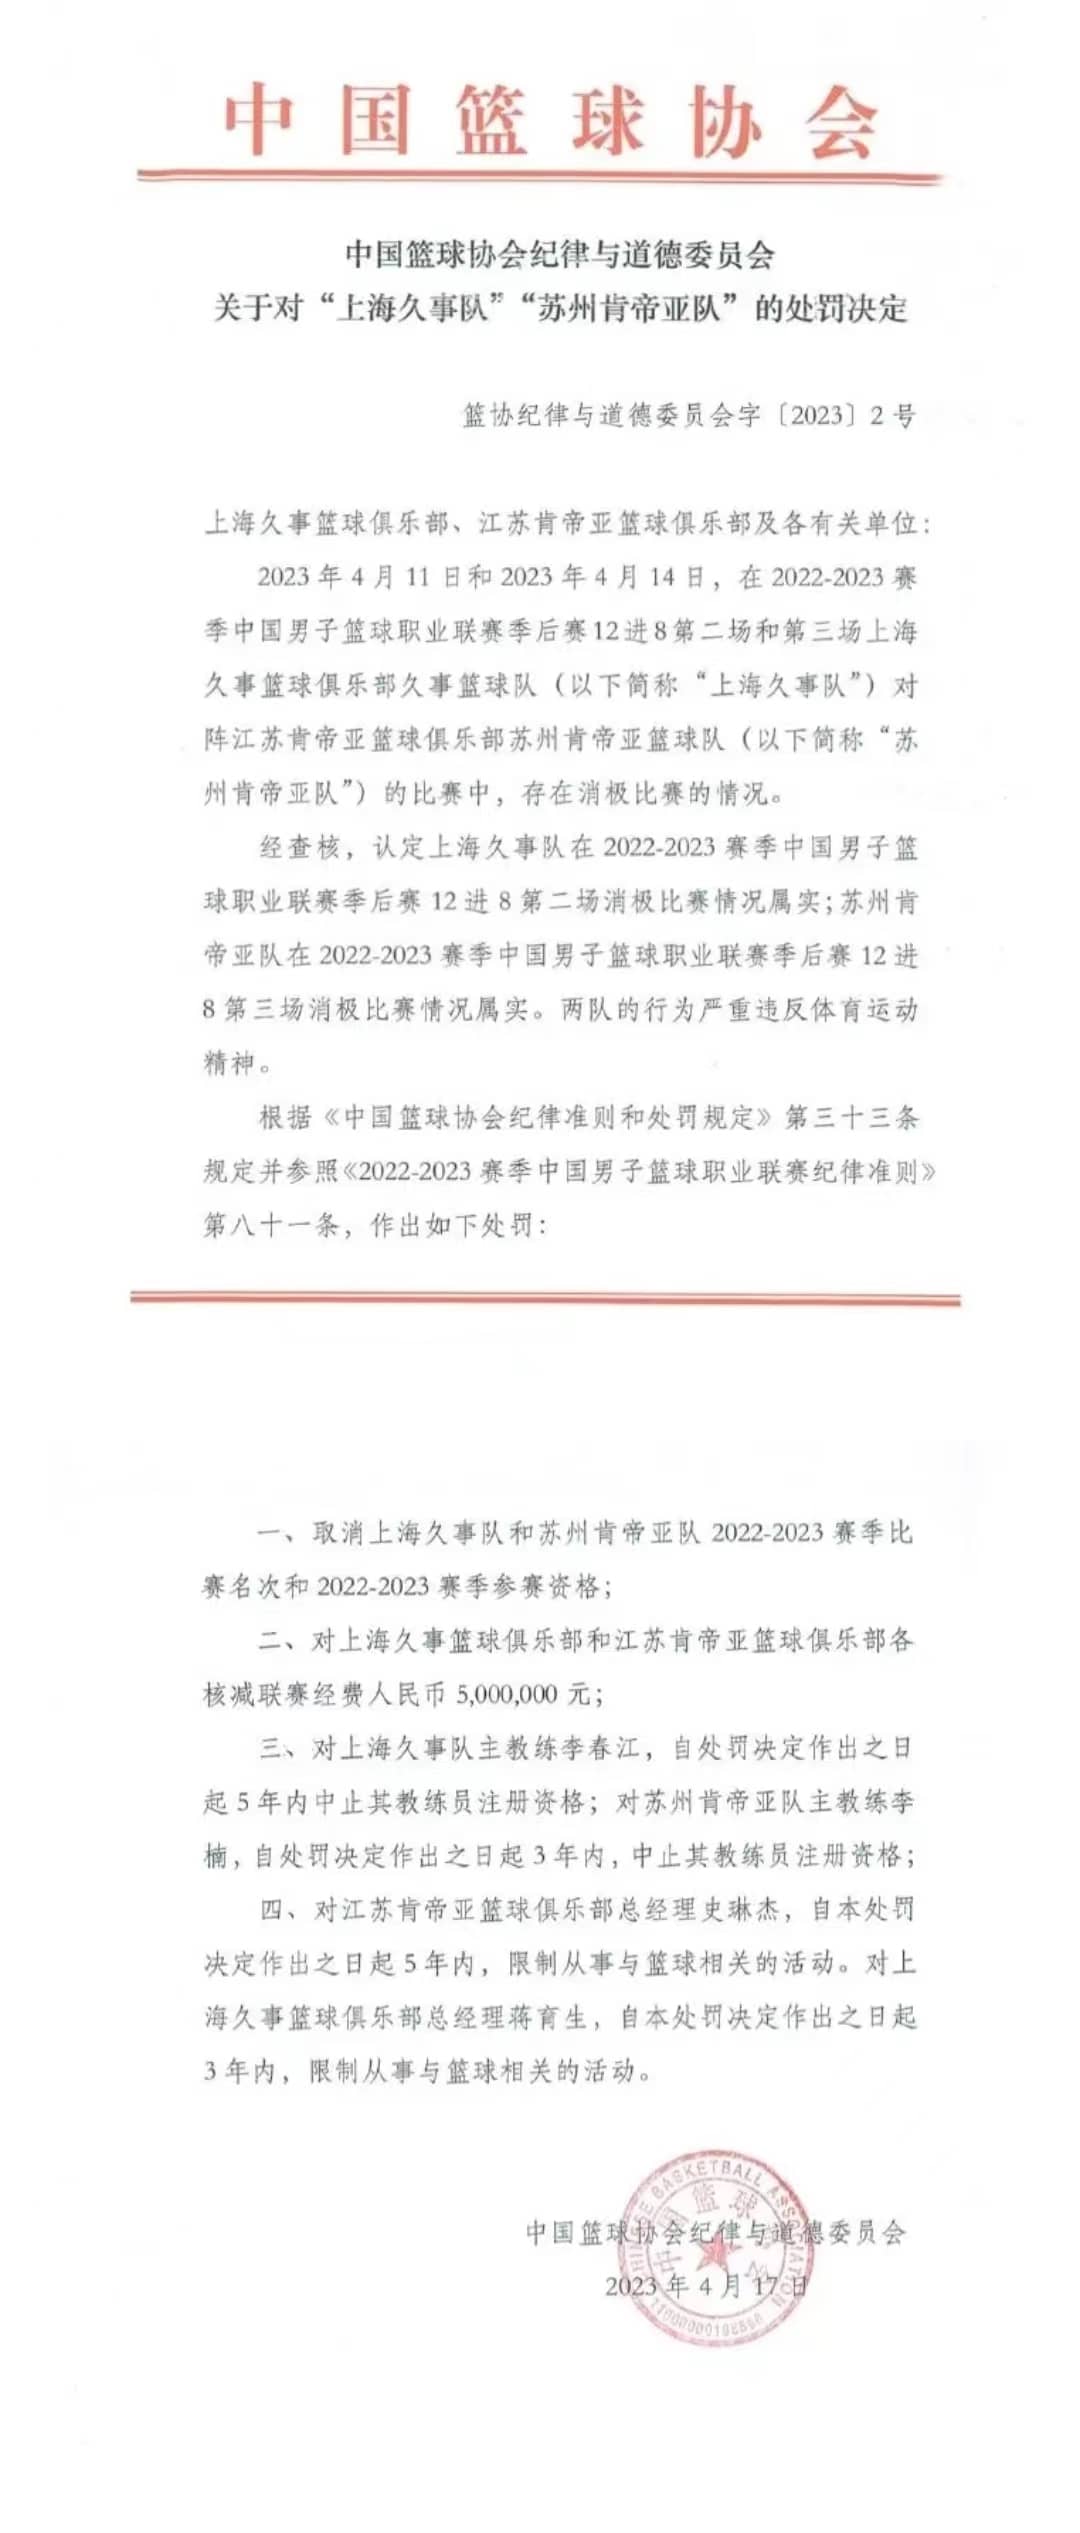 中国篮球协会
中国篮球协会纪律与道德委员会
关于对“上海久事队”“苏州肯帝亚队”的处罚决定
篮协纪律与道德委员会字〔2023〕2号
上海久事篮球俱乐部、江苏肯帝亚篮球俱乐部及各有关单位:
2023年4月11日和2023年4月14日，在2022-2023赛
季中国男子篮球职业联赛季后赛12进8第二场和第三场上海
久事篮球俱乐部久事篮球队（以下简称“上海久事队”）对
阵江苏肯帝亚篮球俱乐部苏州肯帝亚篮球队（以下简称“苏
州肯帝亚队”）的比赛中，存在消极比赛的情况。
经查核，认定上海久事队在2022-2023赛季中国男子篮
球职业联赛季后赛12进8第二场消极比赛情况属实;苏州肯
帝亚队在2022-2023赛季中国男子篮球职业联赛季后赛12进
8第三场消极比赛情况属实。两队的行为严重违反体育运动
精神。
根据《中国篮球协会纪律准则和处罚规定》第三十三条
规定并参照《2022-2023赛季中国男子篮球职业联赛纪律准则》
第八十一条，作出如下处罚：
一、取消上海久事队和苏州肯帝亚队2022-2023赛季比
赛名次和2022-2023赛季参赛资格；
二、对上海久事篮球俱乐部和江苏肯帝亚篮球俱乐部各
核减联赛经费人民币5,000,000元；
三、对上海久事队主教练李春江，自处罚决定作出之日
起5年内中止其教练员注册资格；对苏州肯帝亚队主教练李
楠，自处罚决定作出之日起3年内，中止其教练员注册资格；
四、对江苏肯帝亚篮球俱乐部总经理史琳杰，自本处罚
决定作出之日起5年内，限制从事与篮球相关的活动。对上
海久事篮球俱乐部总经理蒋育生，自本处罚决定作出之日起
3年内，限制从事与篮球相关的活动。
中国篮球协会纪律与道德委员会
2023年4月17日
CHINESE BASKETBALL ASSOCIATION
中国篮球协会